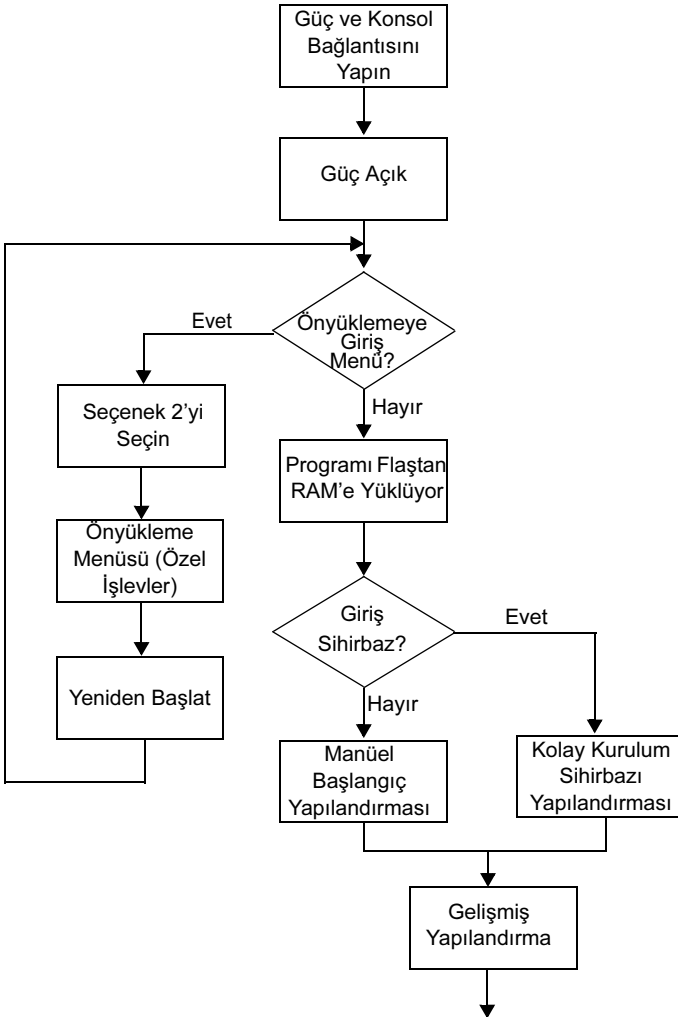 Güç ve Konsol
Bağlantısını
Yapın
Güç Açık
Önyüklemeye
Giriş
Menü?
Evet
Hayır
Seçenek 2’yi
Seçin
Programı Flaştan
RAM’e Yüklüyor
Önyükleme
Menüsü (Özel
İşlevler)
Giriş
Sihirbaz?
Evet
Hayır
Yeniden Başlat
Manüel
Başlangıç
Yapılandırması
Kolay Kurulum
Sihirbazı
Yapılandırması
Gelişmiş
Yapılandırma